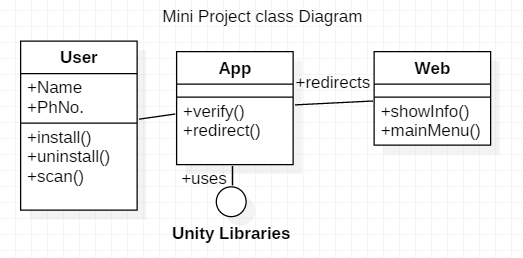 Mini Project class Diagram
User
+Name
+PhNo.
+install()
+uninstall()
+scan()
App
+verify()
+redirect()
+redirects
Web
+showInfo()
+mainMenu()
+uses
Unity Libraries